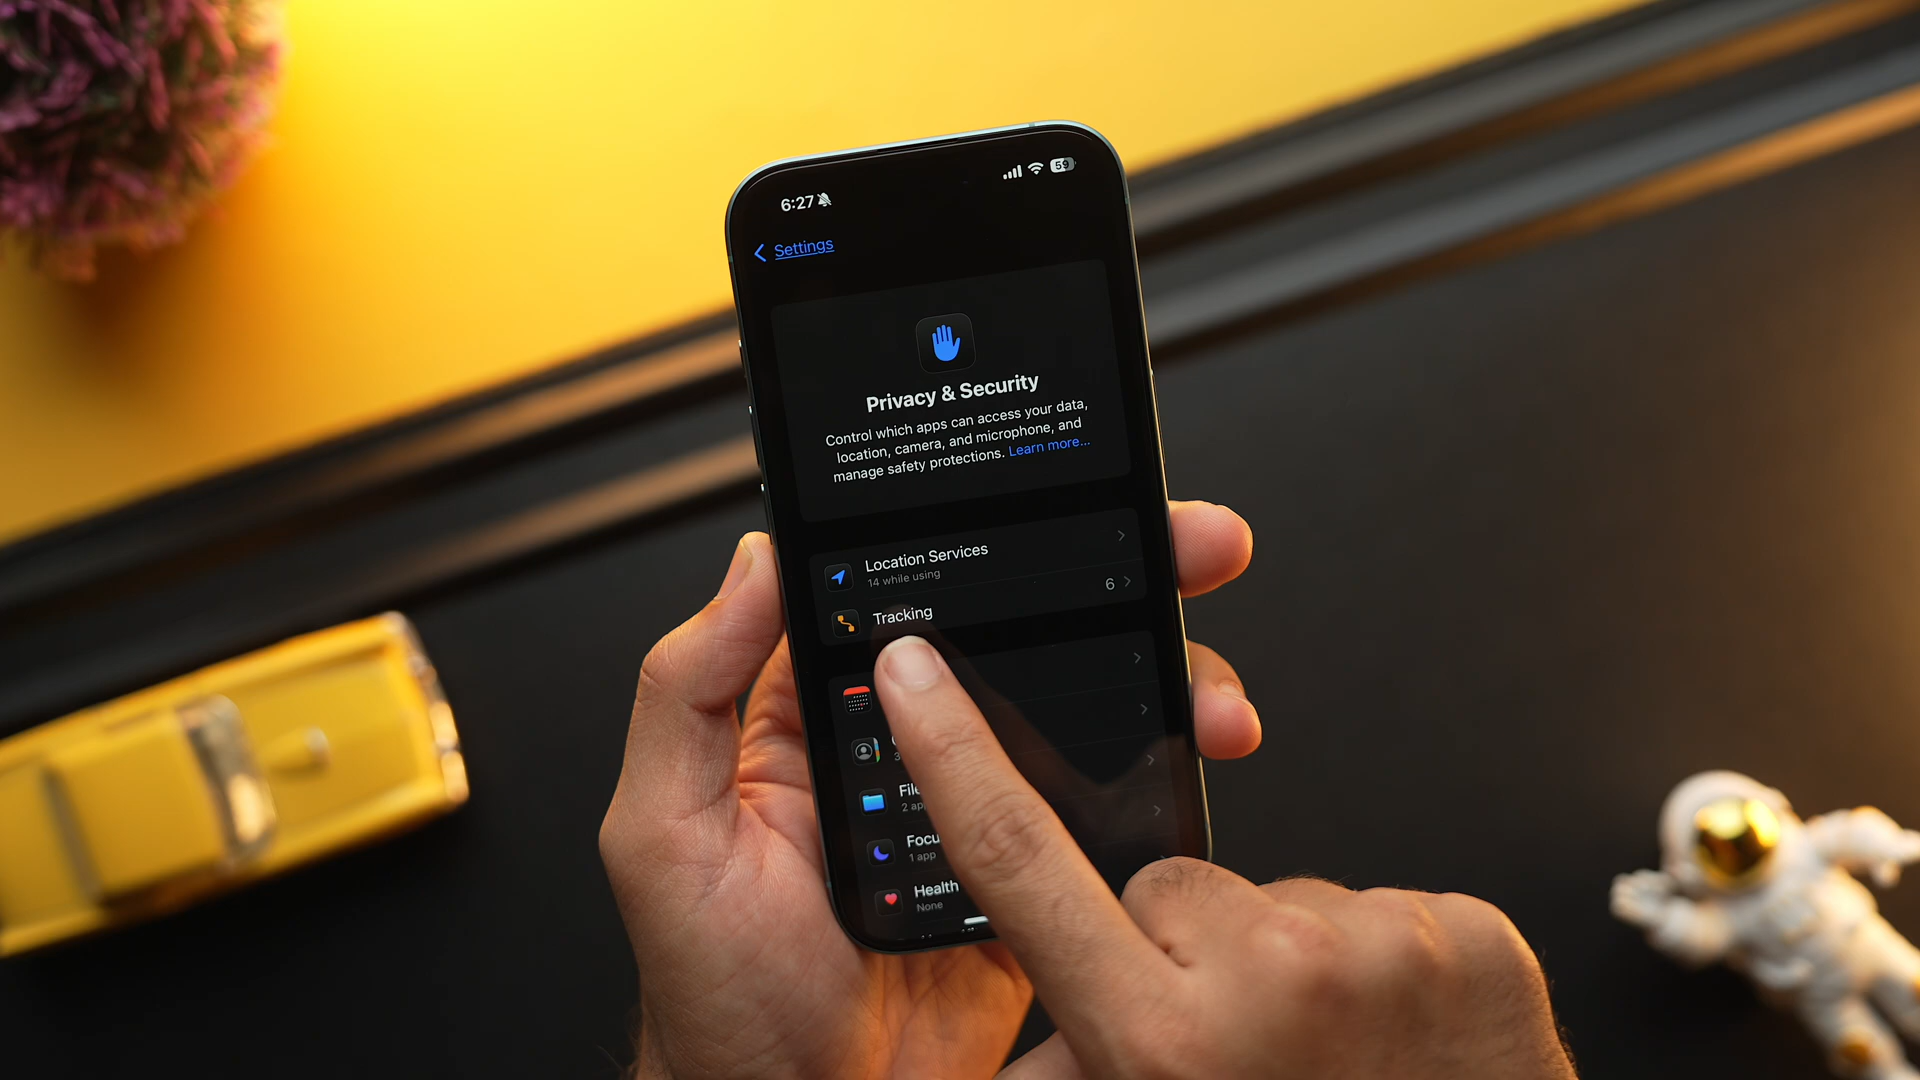 6:27
59
Settings
Privacy & Security
Control which apps can access your data,
location, camera, and microphone, and
manage safety protections. Learn more...
Location Services
14 while using
Tracking
6
2
1 app
Health
None